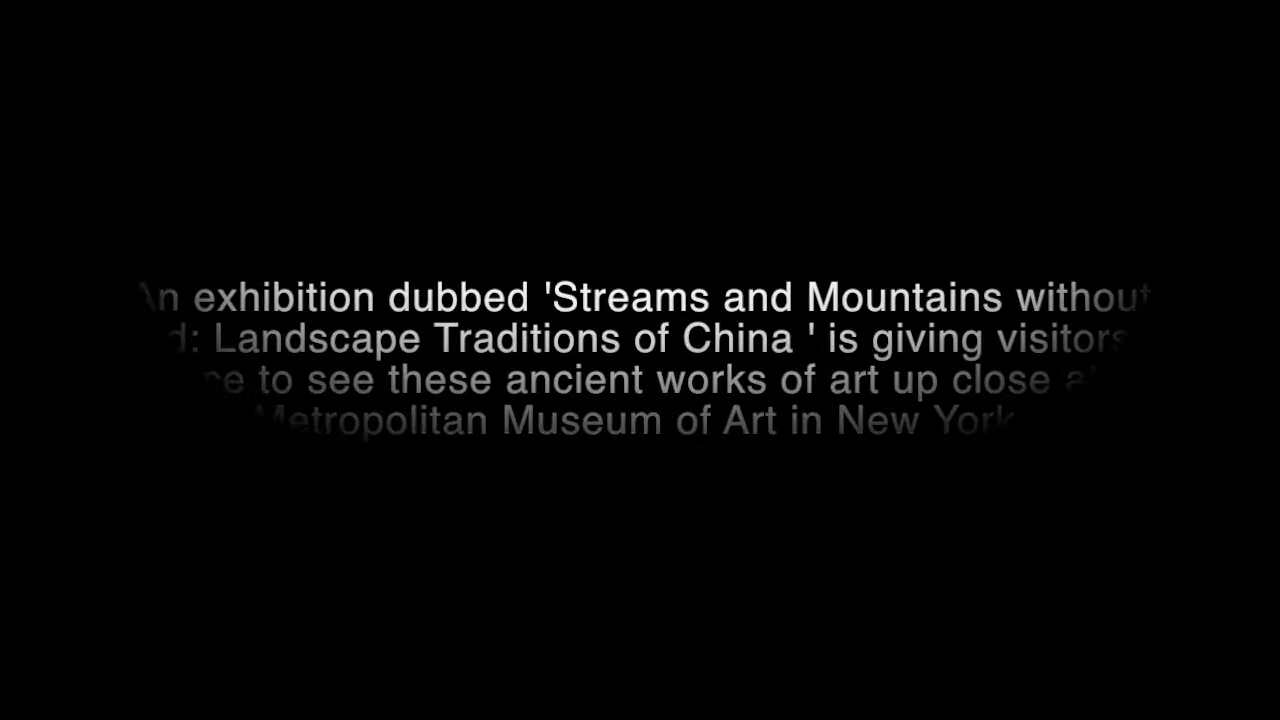 An exhibition dubbed 'Streams and Mountains without
Landscape Traditions of China ' is giving visitors
to see these ancient works of art up close
Metropolitan Museum of Art in New York